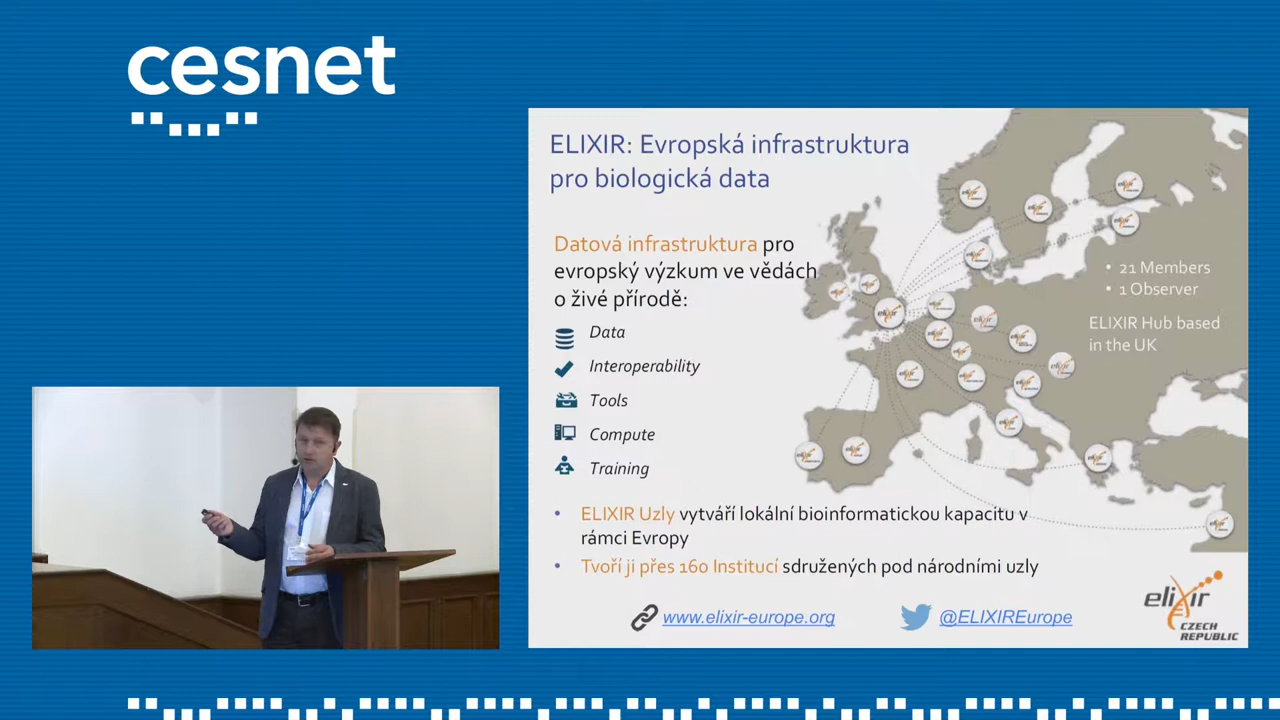 cesnet
ELIXIR: Evropská infrastruktura
pro biologická data
Datová infrastruktura pro
evropský výzkum ve vědách
o živé přírodě:
Data
Interoperability
Tools
Compute
Training
• 21 Members
• 1 Observer
ELIXIR Hub based
in the UK
• ELIXIR Uzly vytváří lokální bioinformatickou kapacitu v
rámci Evropy
• Tvoří ji přes 160 Institucí sdružených pod národními uzly
www.elixir-europe.org
@ELIXIREurope
elixir
CZECH
REPUBLIC